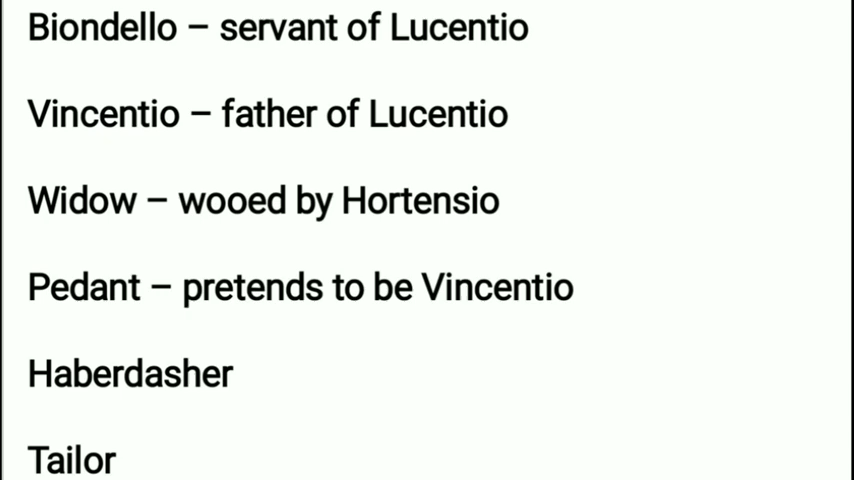 Biondello – servant of Lucentio
Vincentio – father of Lucentio
Widow – wooed by Hortensio
Pedant – pretends to be Vincentio
Haberdasher
Tailor